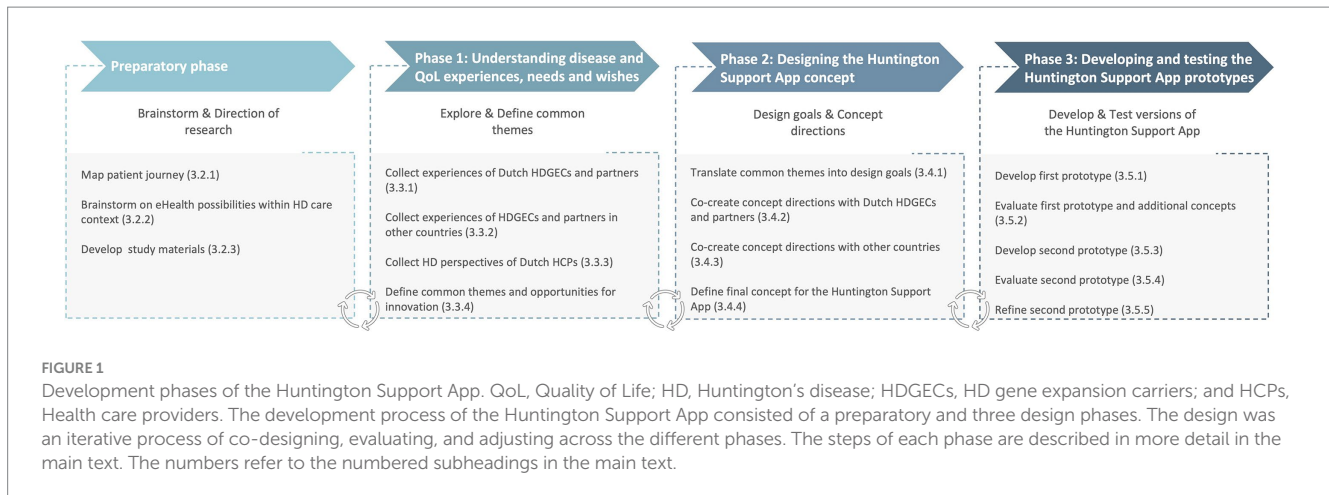 Preparatory phase
Brainstorm & Direction of
research
Map patient journey (3.2.1)
Brainstorm on eHealth possibilities within HD care
context (3.2.2)
Develop study materials (3.2.3)
Phase 1: Understanding disease and
QoL experiences, needs and wishes
Explore & Define common
themes
Collect experiences of Dutch HDGECs and partners
(3.3.1)
Collect experiences of HDGECs and partners in
other countries (3.3.2)
Collect HD perspectives of Dutch HCPs (3.3.3)
Define common themes and opportunities for
innovation (3.3.4)
Phase 2: Designing the Huntington
Support App concept
Design goals & Concept
directions
Translate common themes into design goals (3.4.1)
Co-create concept directions with Dutch HDGECs
and partners (3.4.2)
Co-create concept directions with other countries
(3.4.3)
Define final concept for the Huntington Support
App (3.4.4)
Phase 3: Developing and testing the
Huntington Support App prototypes
Develop & Test versions of
the Huntington Support App
Develop first prototype (3.5.1)
Evaluate first prototype and additional concepts
(3.5.2)
Develop second prototype (3.5.3)
Evaluate second prototype (3.5.4)
Refine second prototype (3.5.5)
FIGURE 1
Development phases of the Huntington Support App. QoL, Quality of Life; HD, Huntington's disease; HDGECs, HD gene expansion carriers; and HCPs,
Health care providers. The development process of the Huntington Support App consisted of a preparatory and three design phases. The design was
an iterative process of co-designing, evaluating, and adjusting across the different phases. The steps of each phase are described in more detail in the
main text. The numbers refer to the numbered subheadings in the main text.